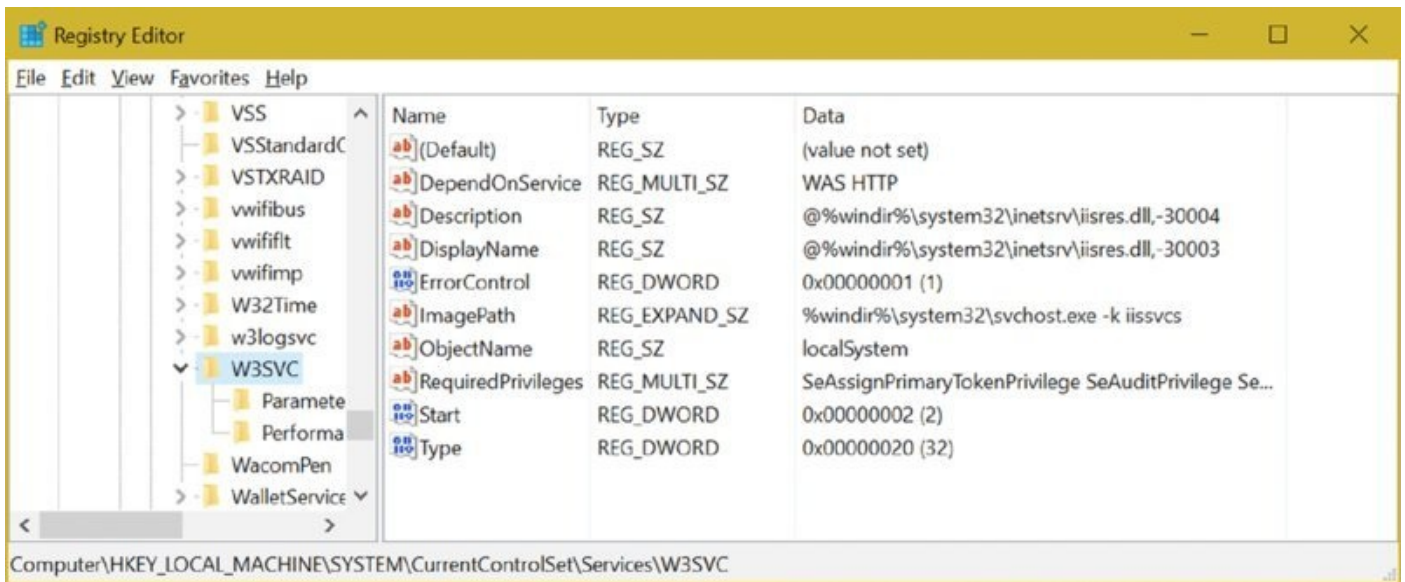 Registry Editor
File Edit View Favorites Help
VSS
VSStandardC
VSTXRAID
vwifibus
vwififlt
vwifimp
W32Time
w3logsvc
W3SVC
Paramete
Performa
WacomPen
WalletService
Name Type Data
(Default) REG_SZ (value not set)
DependOnService REG_MULTI_SZ WAS HTTP
Description REG_SZ @%windir%\system32\inetsrv\iisres.dll,-30004
DisplayName REG_SZ @%windir%\system32\inetsrv\iisres.dll,-30003
ErrorControl REG_DWORD 0x00000001 (1)
ImagePath REG_EXPAND_SZ %windir%\system32\svchost.exe -k iissvcs
ObjectName REG_SZ localSystem
RequiredPrivileges REG_MULTI_SZ SeAssignPrimaryTokenPrivilege SeAuditPrivilege Se...
Start REG_DWORD 0x00000002 (2)
Type REG_DWORD 0x00000020 (32)
Computer\HKEY_LOCAL_MACHINE\SYSTEM\CurrentControlSet\Services\W3SVC